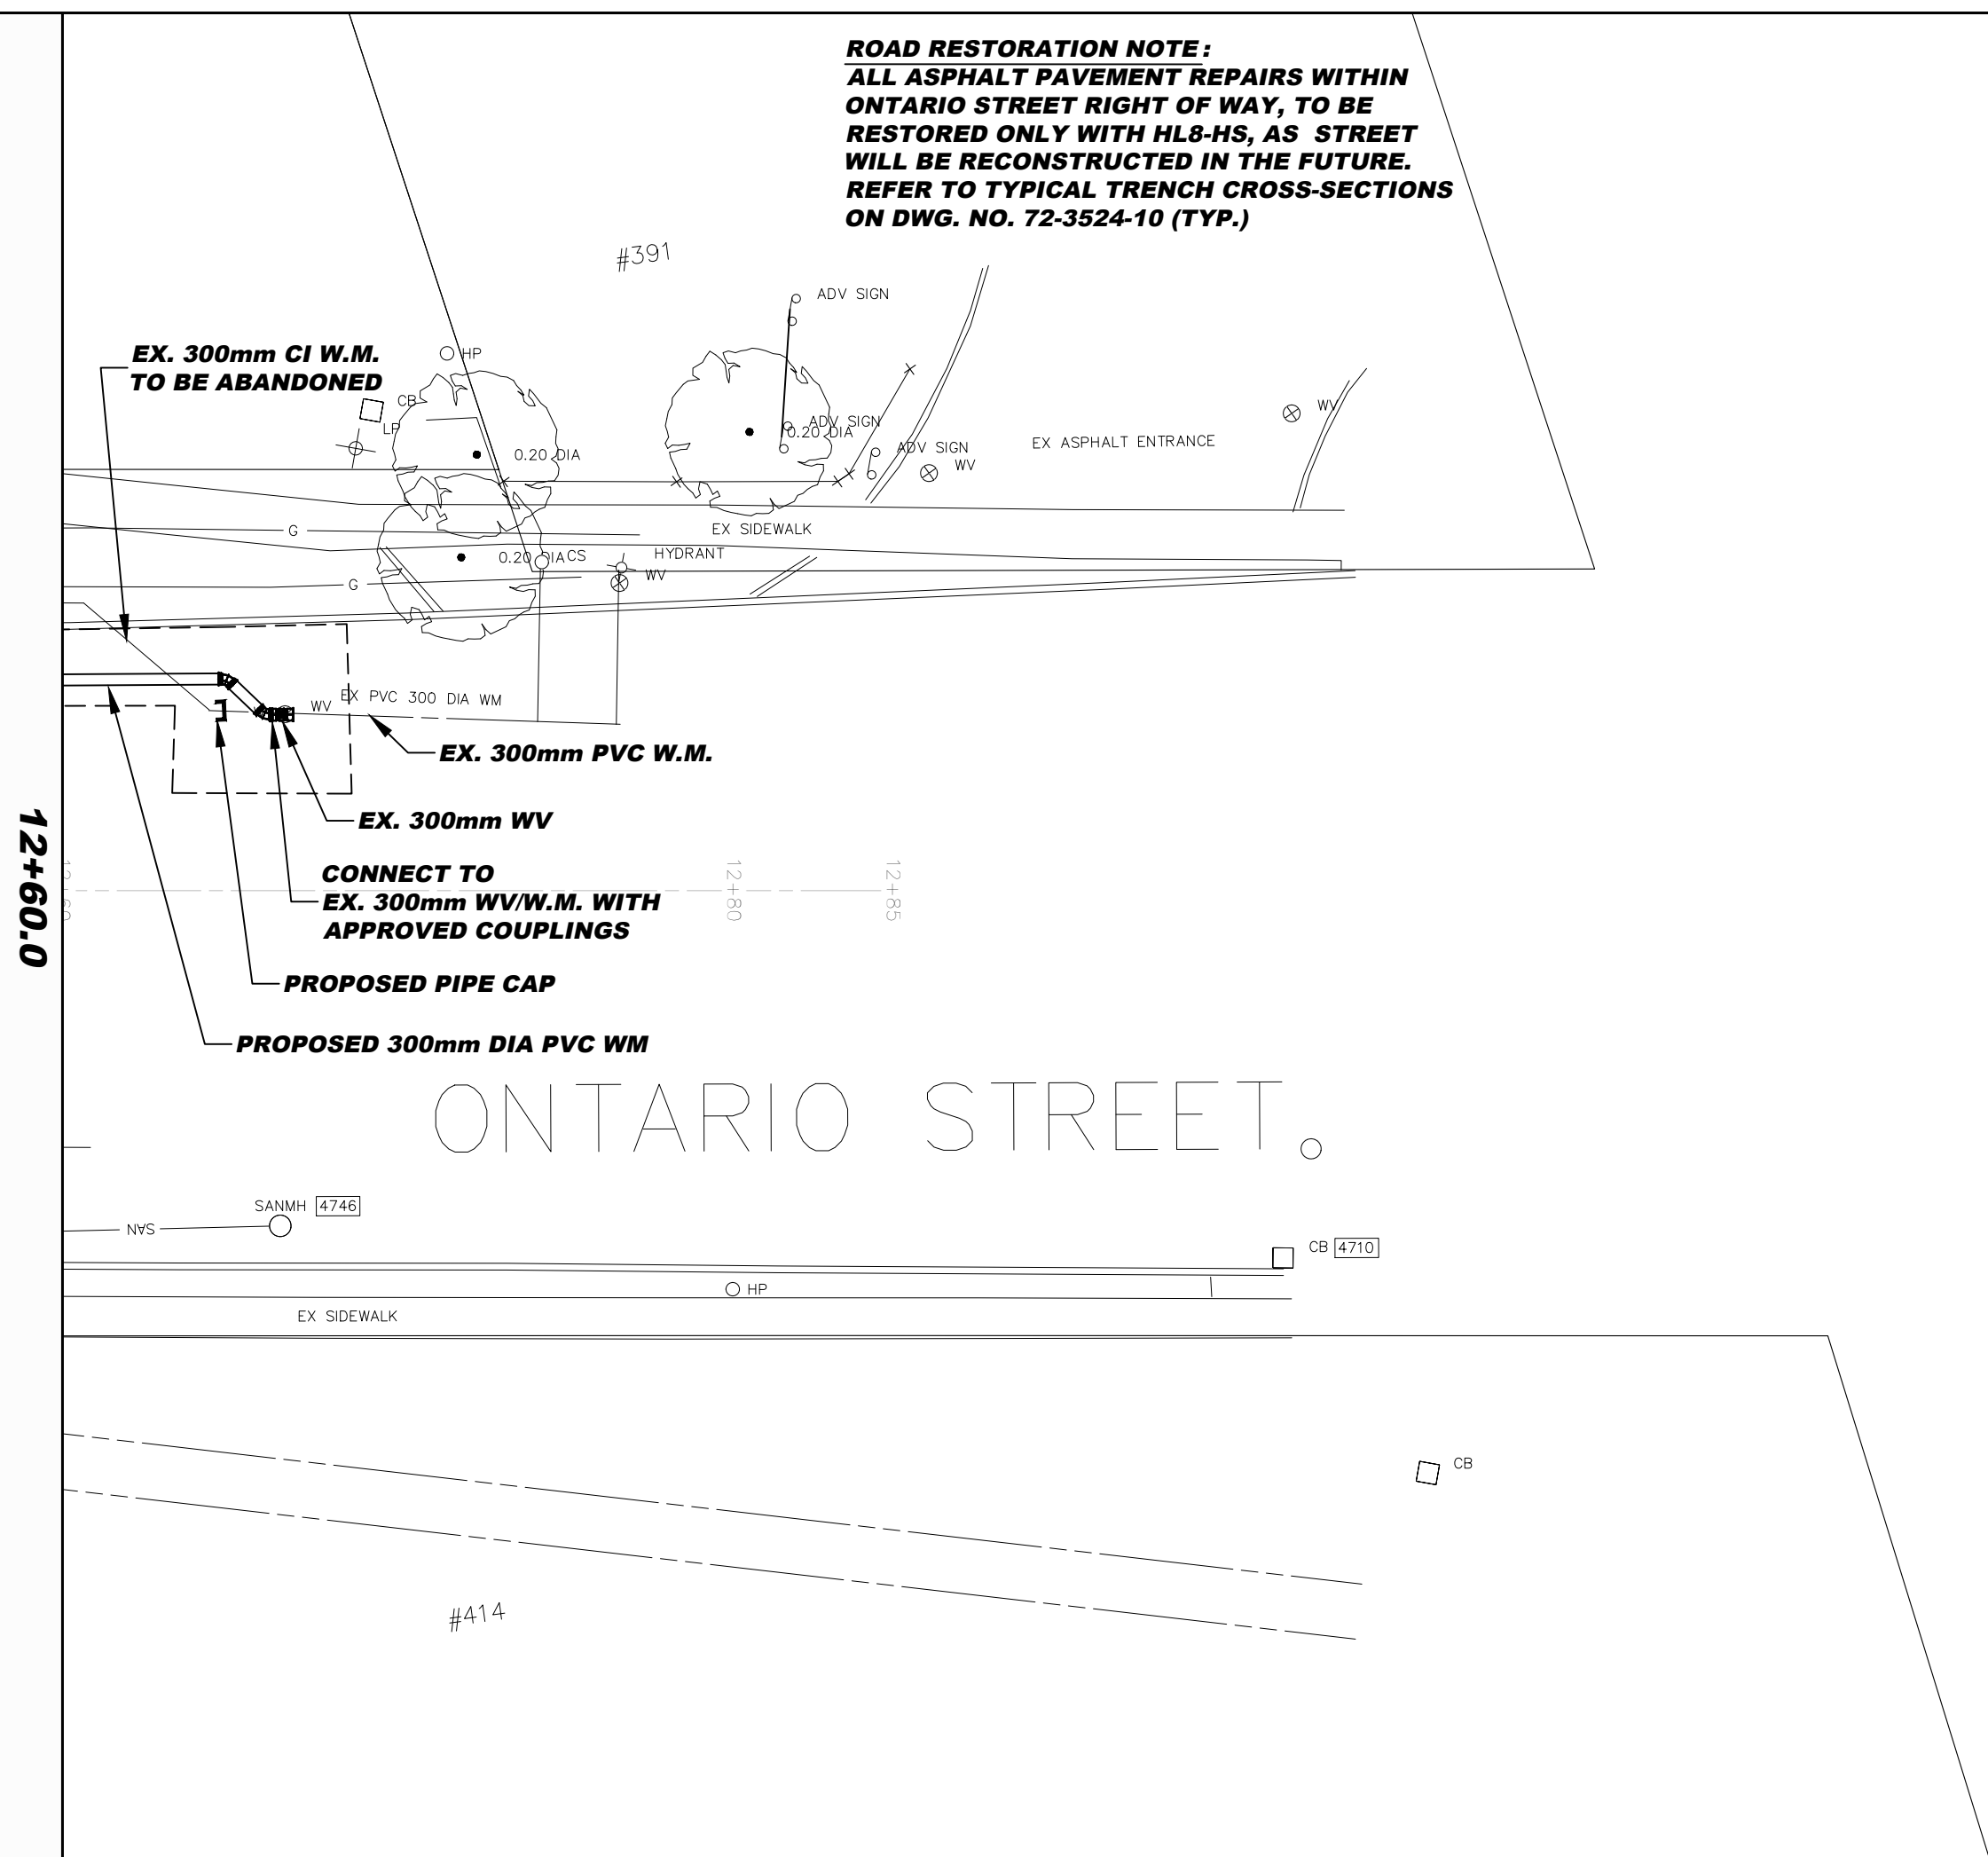 ROAD RESTORATION NOTE:
ALL ASPHALT PAVEMENT REPAIRS WITHIN
ONTARIO STREET RIGHT OF WAY, TO BE
RESTORED ONLY WITH HL8-HS, AS STREET
WILL BE RECONSTRUCTED IN THE FUTURE.
REFER TO TYPICAL TRENCH CROSS-SECTIONS
ON DWG. NO. 72-3524-10 (TYP.)
#391
ADV SIGN
EX. 300mm CI W.M.
TO BE ABANDONED
HP
CB
LP
0.20 DIA
ADV SIGN
0.20 DIA
ADV SIGN
WV
EX ASPHALT ENTRANCE
WV
G
EX SIDEWALK
0.20 DIA
CS
HYDRANT
WV
G
WV
EX PVC 300 DIA WM
EX. 300mm PVC W.M.
EX. 300mm WV
12+60.0
12+60
12+80
12+85
CONNECT TO
EX. 300mm WV/W.M. WITH
APPROVED COUPLINGS
PROPOSED PIPE CAP
PROPOSED 300mm DIA PVC WM
ONTARIO STREET.
SANMH 4746
SAN
CB 4710
HP
EX SIDEWALK
CB
#414